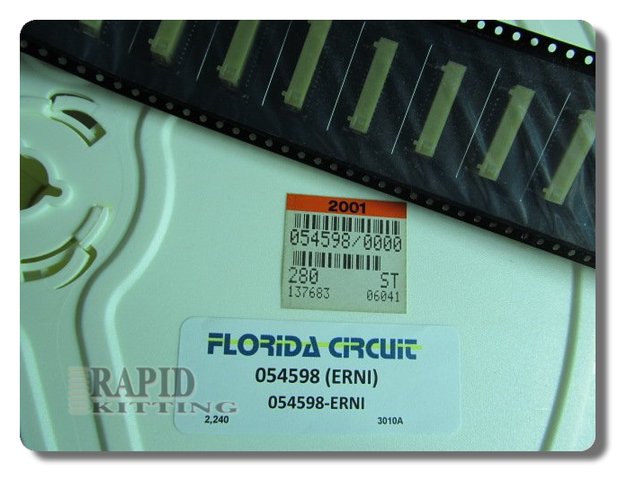 2001
054598/0000
280 ST
137683 06041
FLORIDA CIRCUIT
054598 (ERNI)
054598-ERNI
2,240 3010A
RAPID
KITTING